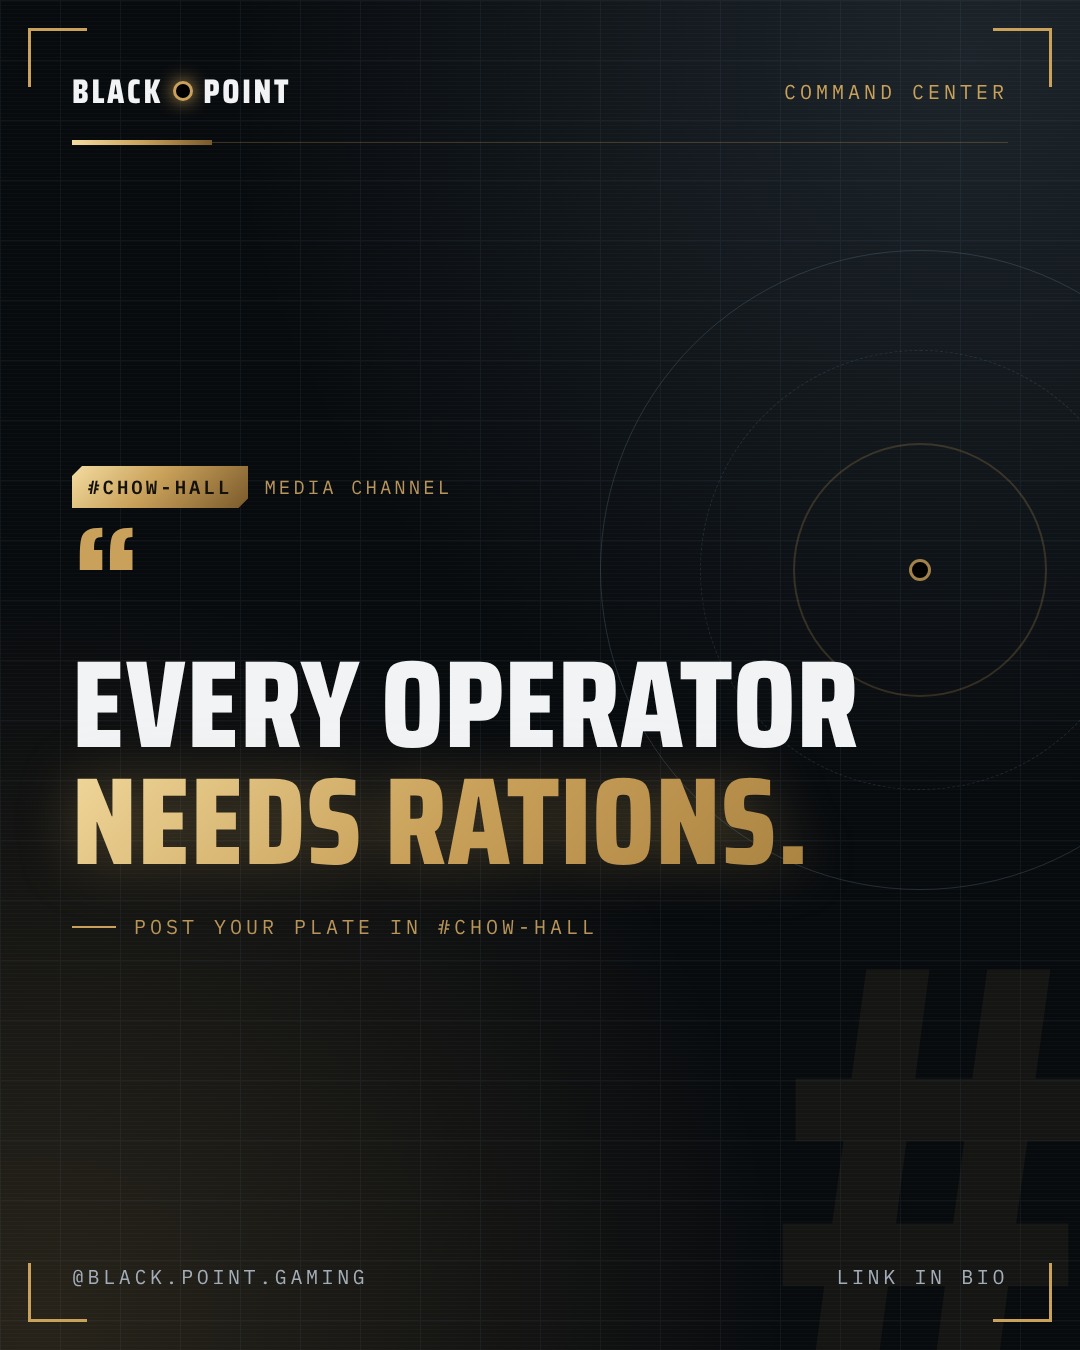 BLACK POINT
COMMAND CENTER
#CHOW-HALL MEDIA CHANNEL
“
EVERY OPERATOR
NEEDS RATIONS.
POST YOUR PLATE IN #CHOW-HALL
#
@BLACK.POINT.GAMING
LINK IN BIO